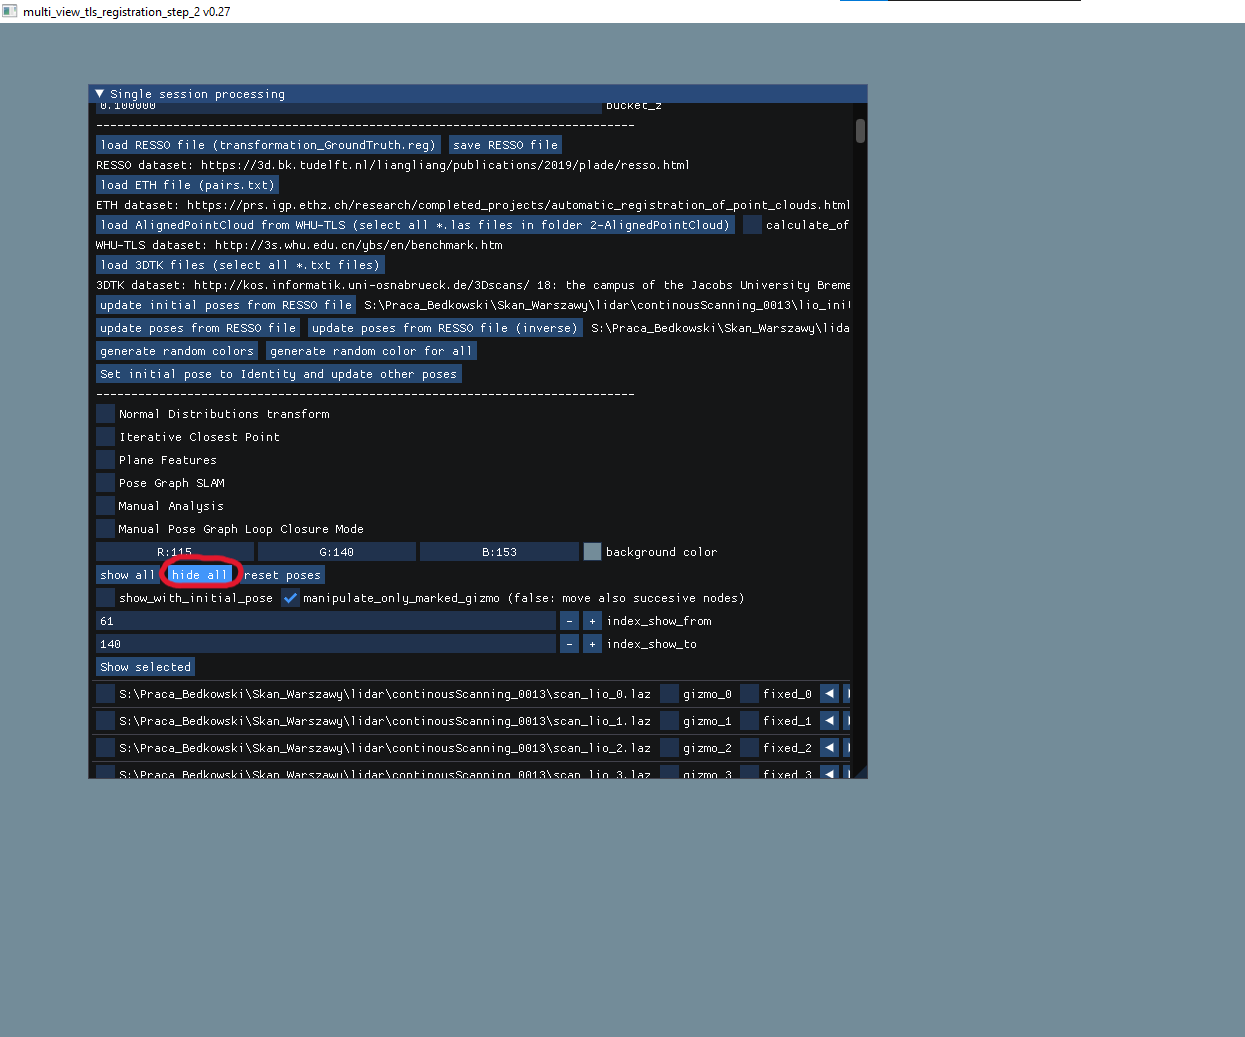 multi_view_tls_registration_step_2 v0.27
Single session processing
0.100000 bucket_z
-----------------------------------------------------------------------------
load RESSO file (transformation_GroundTruth.reg) save RESSO file
RESSO dataset: https://3d.bk.tudelft.nl/liangliang/publications/2019/plade/resso.html
load ETH file (pairs.txt)
ETH dataset: https://prs.igp.ethz.ch/research/completed_projects/automatic_registration_of_point_clouds.html
load AlignedPointCloud from WHU-TLS (select all *.las files in folder 2-AlignedPointCloud) calculate_of
WHU-TLS dataset: http://3s.whu.edu.cn/ybs/en/benchmark.htm
load 3DTK files (select all *.txt files)
3DTK dataset: http://kos.informatik.uni-osnabrueck.de/3Dscans/ 18: the campus of the Jacobs University Breme
update initial poses from RESSO file S:\Praca_Bedkowski\Skan_Warszawy\lidar\continousScanning_0013\lio_ini
update poses from RESSO file update poses from RESSO file (inverse) S:\Praca_Bedkowski\Skan_Warszawy\lida
generate random colors generate random color for all
Set initial pose to Identity and update other poses
-----------------------------------------------------------------------------
Normal Distributions transform
Iterative Closest Point
Plane Features
Pose Graph SLAM
Manual Analysis
Manual Pose Graph Loop Closure Mode
R:115 G:140 B:153 background color
show all hide all reset poses
show_with_initial_pose manipulate_only_marked_gizmo (false: move also succesive nodes)
61 - + index_show_from
140 - + index_show_to
Show selected
S:\Praca_Bedkowski\Skan_Warszawy\lidar\continousScanning_0013\scan_lio_0.laz gizmo_0 fixed_0
S:\Praca_Bedkowski\Skan_Warszawy\lidar\continousScanning_0013\scan_lio_1.laz gizmo_1 fixed_1
S:\Praca_Bedkowski\Skan_Warszawy\lidar\continousScanning_0013\scan_lio_2.laz gizmo_2 fixed_2
S:\Praca_Bedkowski\Skan_Warszawy\lidar\continousScanning_0013\scan_lio_3.laz gizmo_3 fixed_3